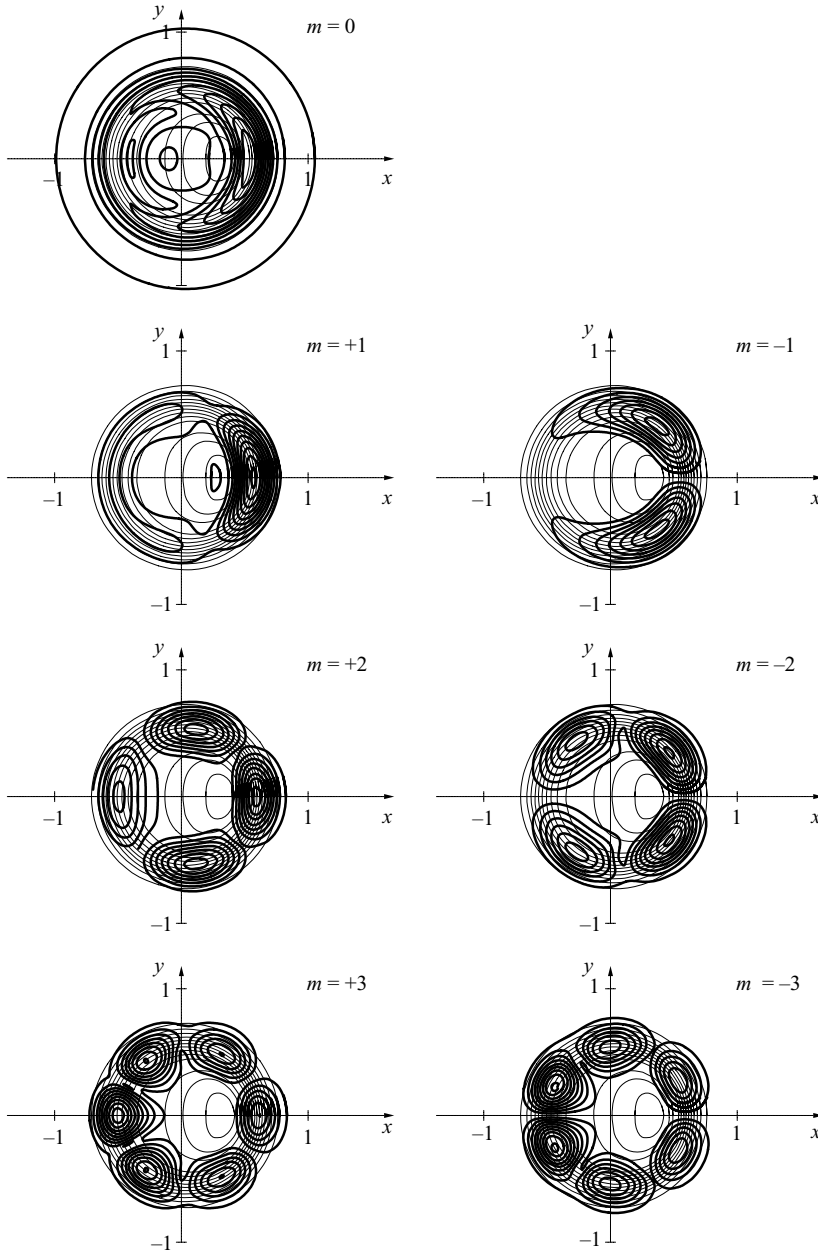 y
m = 0
1
–1
1
x
y
y
m = +1
m = –1
1
1
–1
1
x
–1
1
x
–1
–1
y
y
m = +2
m = –2
1
1
–1
1
x
–1
1
x
–1
–1
y
y
m = +3
m = –3
1
1
–1
1
x
–1
1
x
–1
–1